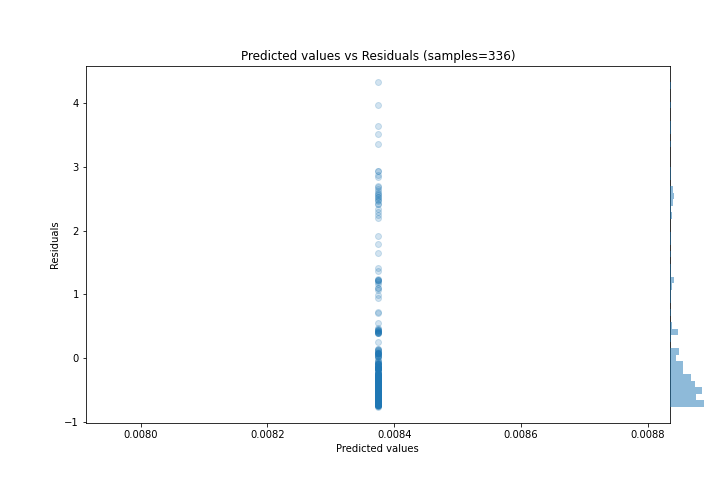 Predicted values vs Residuals (samples=336)
4
3
2
1
0
−1
Residuals
0.0080 0.0082 0.0084 0.0086 0.0088
Predicted values